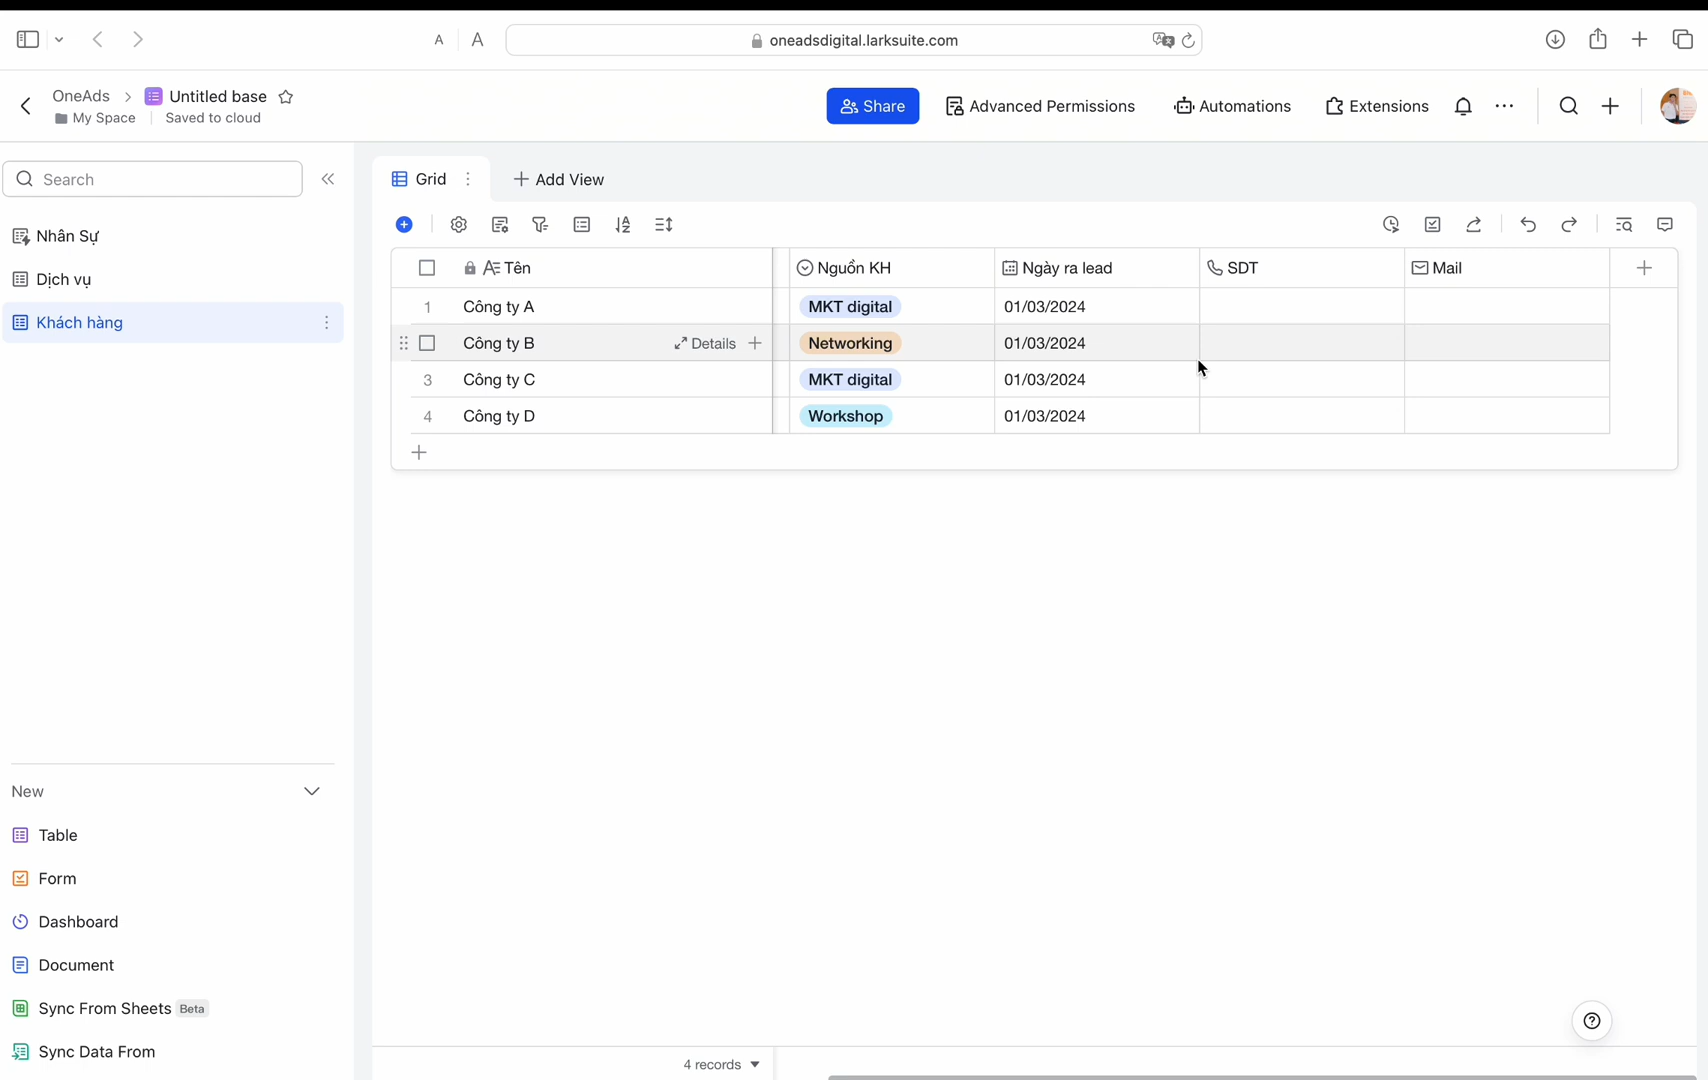 A A oneadsdigital.larksuite.com
OneAds > Untitled base
My Space | Saved to cloud
Share Advanced Permissions Automations Extensions
Search
Nhân Sự
Dịch vụ
Khách hàng
Grid + Add View
Tên Nguồn KH Ngày ra lead SDT Mail
1 Công ty A MKT digital 01/03/2024
Công ty B Details Networking 01/03/2024
3 Công ty C MKT digital 01/03/2024
4 Công ty D Workshop 01/03/2024
New
Table
Form
Dashboard
Document
Sync From Sheets Beta
Sync Data From
4 records